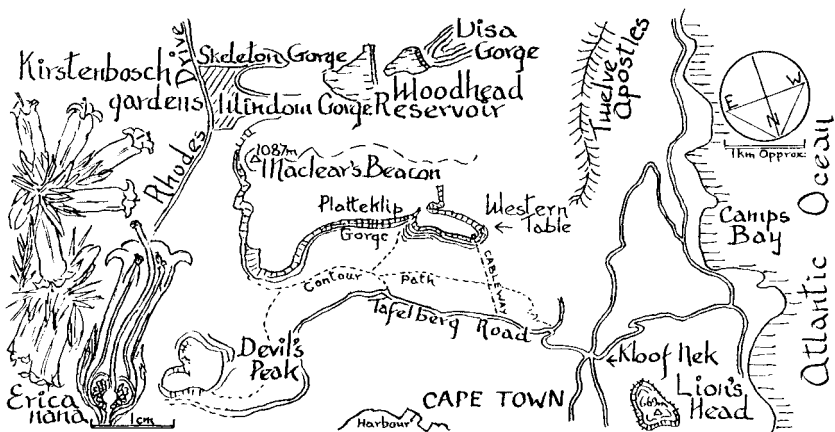 Drive
Skeleton Gorge
Kirstenbosch
gardens
Window Gorge
Disa
Gorge
Woodhead
Reservoir
Twelve
Apostles
E
W
N
1km Approx.
Rhodes
1087m
Maclear's Beacon
Platteklip
Gorge
Western
Table
Camps
Bay
Atlantic Ocean
Contour Path
CABLEWAY
Tafelberg Road
Devil's
Peak
Kloof Nek
CAPE TOWN
Lion's
Head
669m
Harbour
Erica
nana
1cm